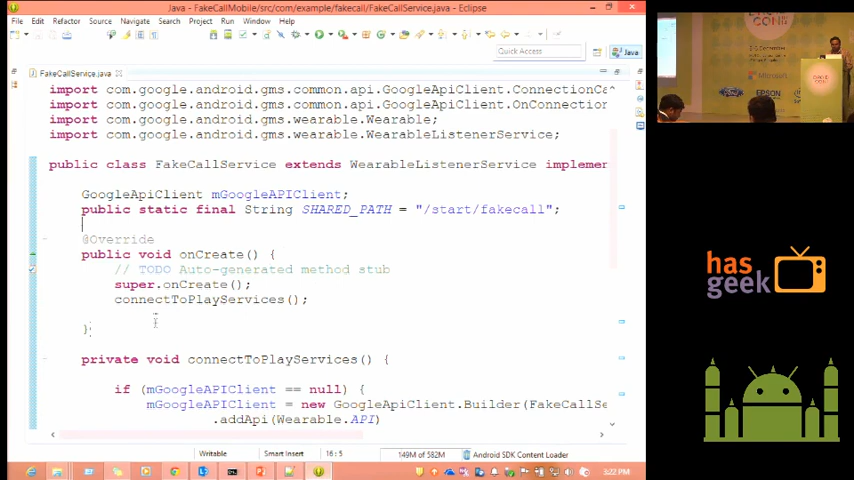 Java - FakeCallMobile/src/com/example/fakecall/FakeCallService.java - Eclipse
File Edit Refactor Source Navigate Search Project Run Window Help
Quick Access
Java
FakeCallService.java
import com.google.android.gms.common.api.GoogleApiClient.ConnectionCa
import com.google.android.gms.common.api.GoogleApiClient.OnConnection
import com.google.android.gms.wearable.Wearable;
import com.google.android.gms.wearable.WearableListenerService;
public class FakeCallService extends WearableListenerService implemen
GoogleApiClient mGoogleAPIClient;
public static final String SHARED_PATH = "/start/fakecall";
@Override
public void onCreate() {
// TODO Auto-generated method stub
super.onCreate();
connectToPlayServices();
}
private void connectToPlayServices() {
if (mGoogleAPIClient == null) {
mGoogleAPIClient = new GoogleApiClient.Builder(FakeCallSe
.addApi(Wearable.API)
Writable
Smart Insert
16 : 5
149M of 582M
Android SDK Content Loader
3:22 PM
EPSON
has
geek